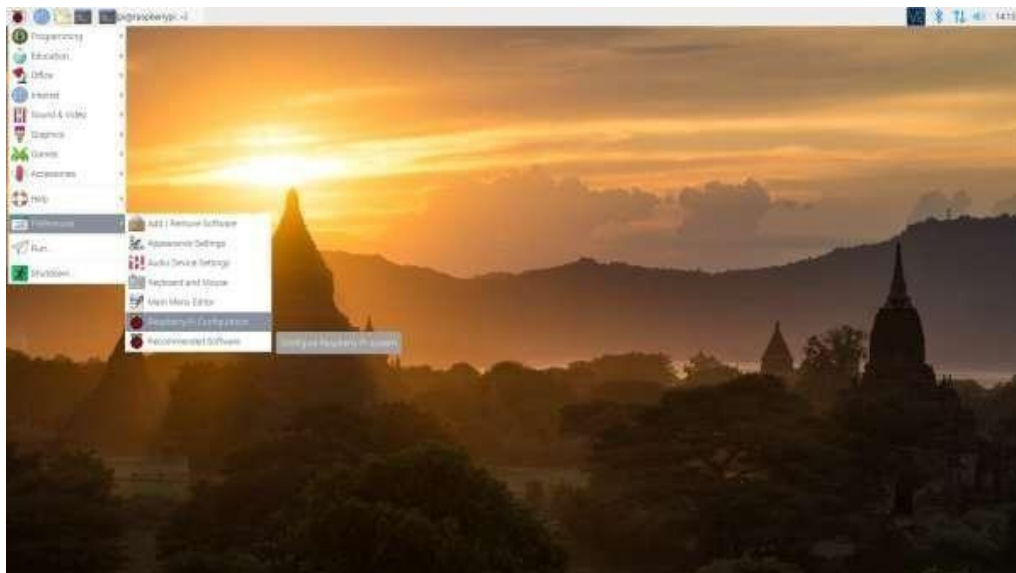 pi@raspberrypi: ~
14:15
Programming
Education
Office
Internet
Sound & Video
Graphics
Games
Accessories
Help
Preferences
Run...
Shutdown...
Add / Remove Software
Appearance Settings
Audio Device Settings
Keyboard and Mouse
Main Menu Editor
Raspberry Pi Configuration
Recommended Software
Configure Raspberry Pi system